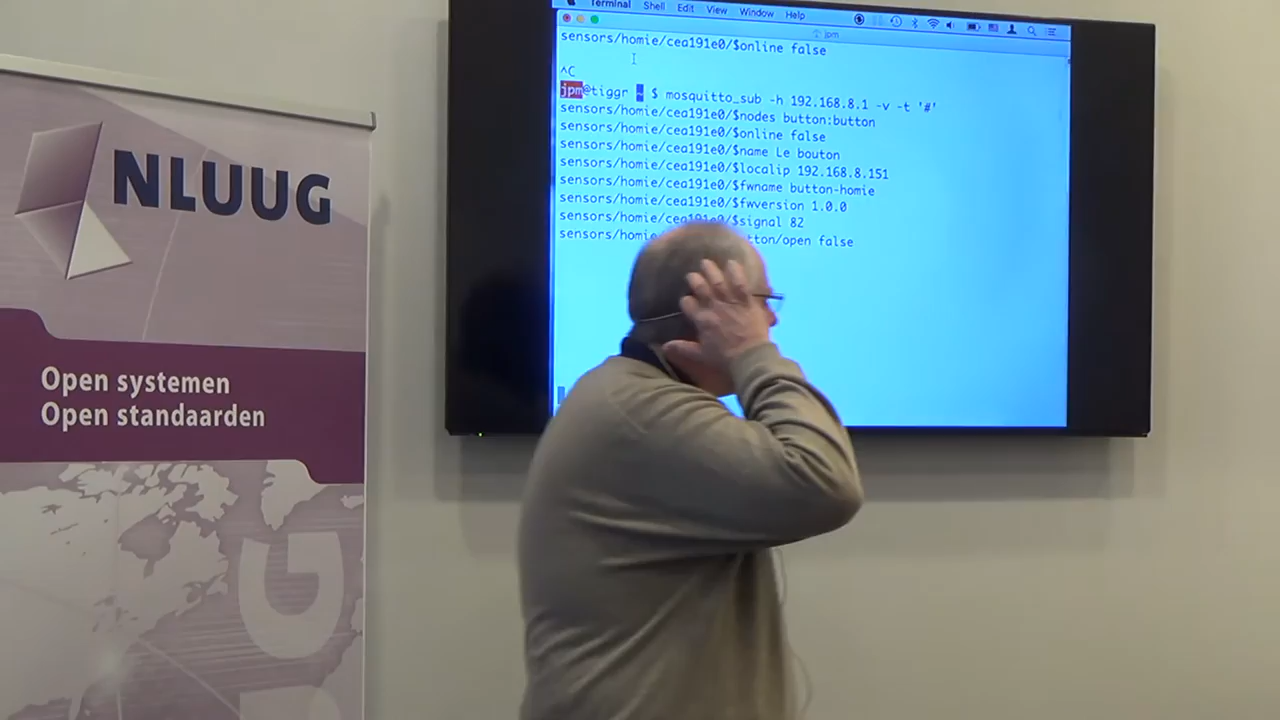 NLUUG
Open systemen
Open standaarden
Terminal Shell Edit View Window Help
jpm
sensors/homie/cea191e0/$online false
^C
jpm@tiggr ~ $ mosquitto_sub -h 192.168.8.1 -v -t '#'
sensors/homie/cea191e0/$nodes button:button
sensors/homie/cea191e0/$online false
sensors/homie/cea191e0/$name Le bouton
sensors/homie/cea191e0/$localip 192.168.8.151
sensors/homie/cea191e0/$fwname button-homie
sensors/homie/cea191e0/$fwversion 1.0.0
sensors/homie/cea191e0/$signal 82
sensors/homie tton/open false